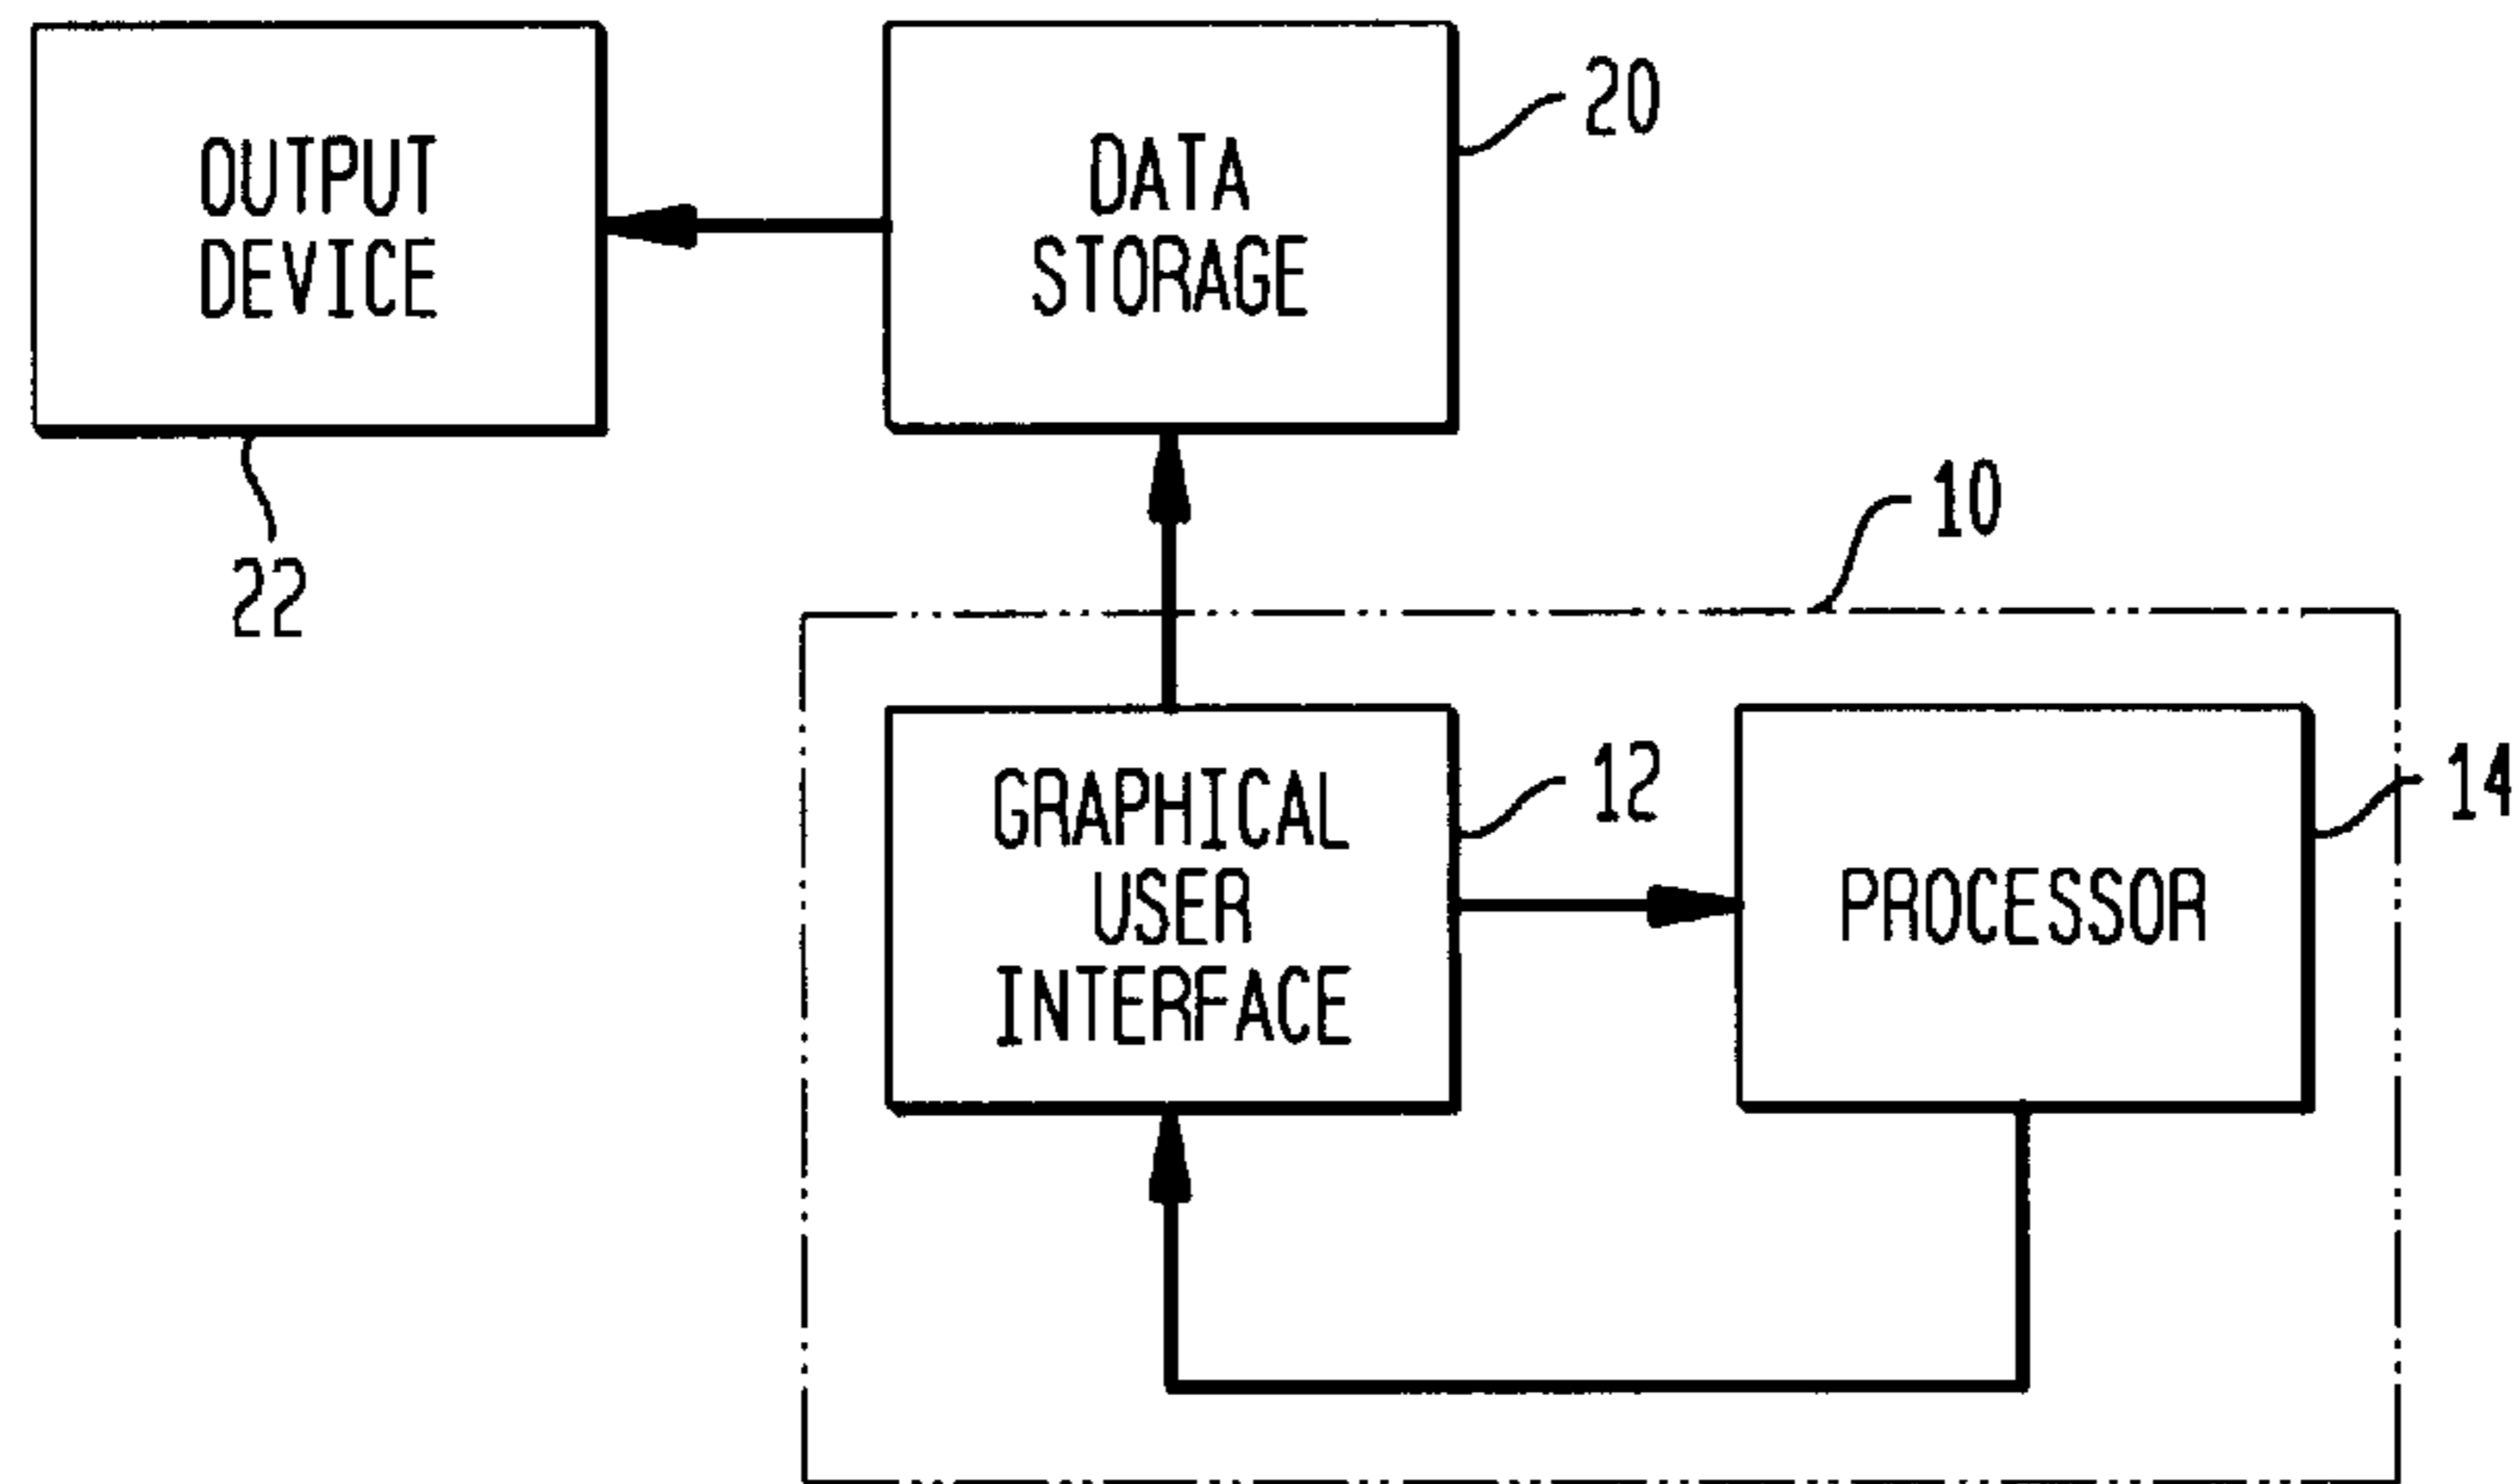 OUTPUT
DEVICE
22
DATA
STORAGE
20
10
GRAPHICAL
USER
INTERFACE
12
PROCESSOR
14